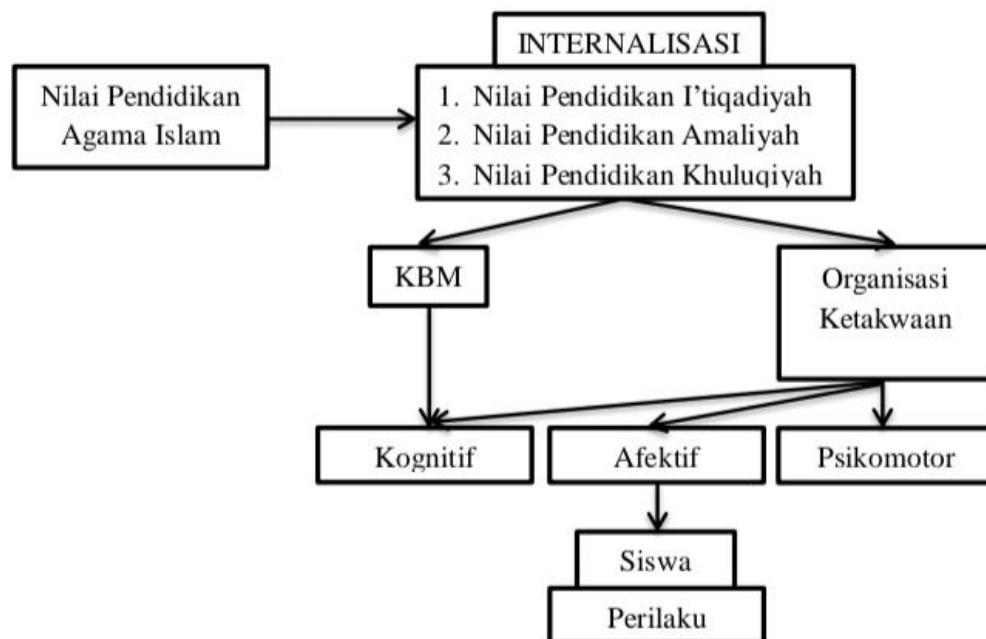 INTERNALISASI
Nilai Pendidikan
Agama Islam
1. Nilai Pendidikan I'tiqadiyah
2. Nilai Pendidikan Amaliyah
3. Nilai Pendidikan Khuluqiyah
KBM
Organisasi
Ketakwaan
Kognitif
Afektif
Psikomotor
Siswa
Perilaku